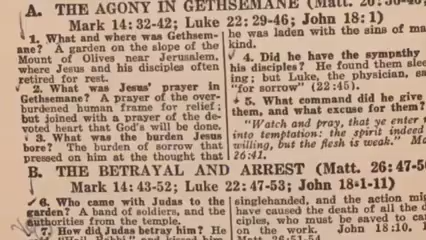 A. THE AGONY IN GETHSEMANE (Matt. 26:36-46;
Mark 14:32-42; Luke 22:29-46; John 18:1)
1. What and where was Gethsem-
ane? A garden on the slope of the
Mount of Olives near Jerusalem,
where Jesus and his disciples often
retired for rest.
2. What was Jesus' prayer in
Gethsemane? A prayer of the over-
burdened human frame for relief;
but joined with a prayer of the de-
voted heart that God's will be done.
3. What was the burden Jesus
bore? The burden of sorrow that
pressed on him at the thought that
he was laden with the sins of
kind.
4. Did he have the sympathy
his disciples? He found them
ing; but Luke, the physician,
"for sorrow" (22:45).
5. What command did he give
them, and what excuse for them?
"Watch and pray, that ye enter
into temptation: the spirit indeed
willing, but the flesh is weak."
26:41.
B. THE BETRAYAL AND ARREST (Matt. 26:47-
Mark 14:43-52; Luke 22:47-53; John 18:1-11)
6. Who came with Judas to the
garden? A band of soldiers, and the
authorities from the temple.
7. How did Judas betray him? He
singlehanded, and the action
have caused the death of all the
ciples, who must be saved to
on the work. John 18:10.